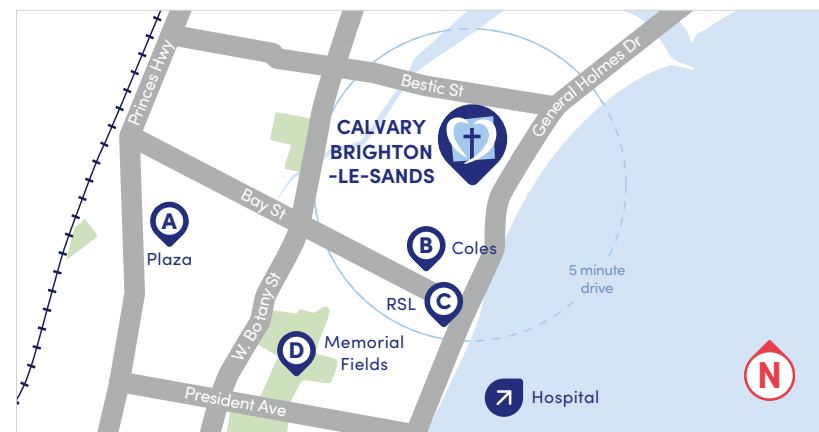 Princes Hwy
Bestic St
General Holmes Dr
CALVARY
BRIGHTON
-LE-SANDS
Bay St
A
Plaza
B
Coles
5 minute
drive
RSL
C
W. Botany St
D
Memorial
Fields
N
President Ave
Hospital